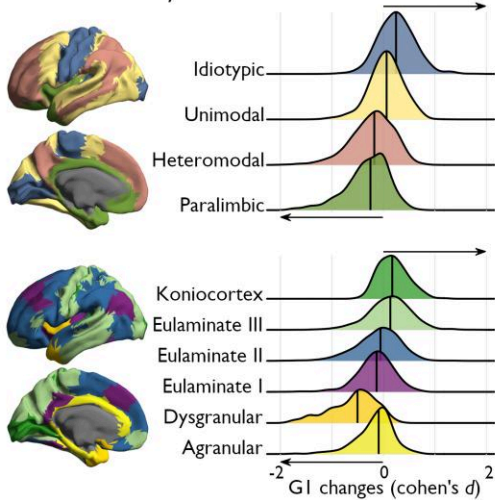 Idiotypic
Unimodal
Heteromodal
Paralimbic
Koniocortex
Eulaminate III
Eulaminate II
Eulaminate I
Dysgranular
Agranular
-2 0 2
G1 changes (cohen's d)